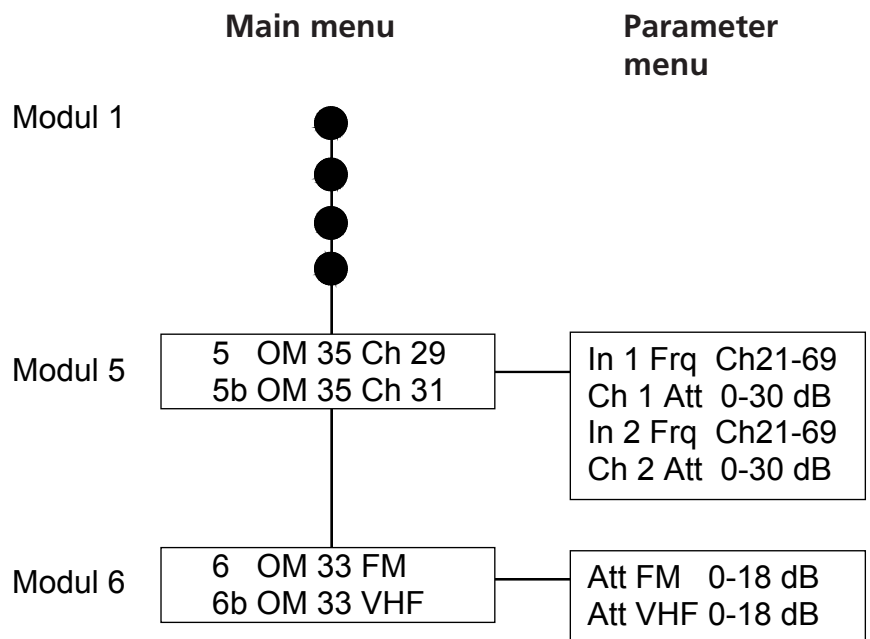 Main menu
Parameter
menu
Modul 1
Modul 5
5 OM 35 Ch 29
5b OM 35 Ch 31
In 1 Frq Ch21-69
Ch 1 Att 0-30 dB
In 2 Frq Ch21-69
Ch 2 Att 0-30 dB
Modul 6
6 OM 33 FM
6b OM 33 VHF
Att FM 0-18 dB
Att VHF 0-18 dB